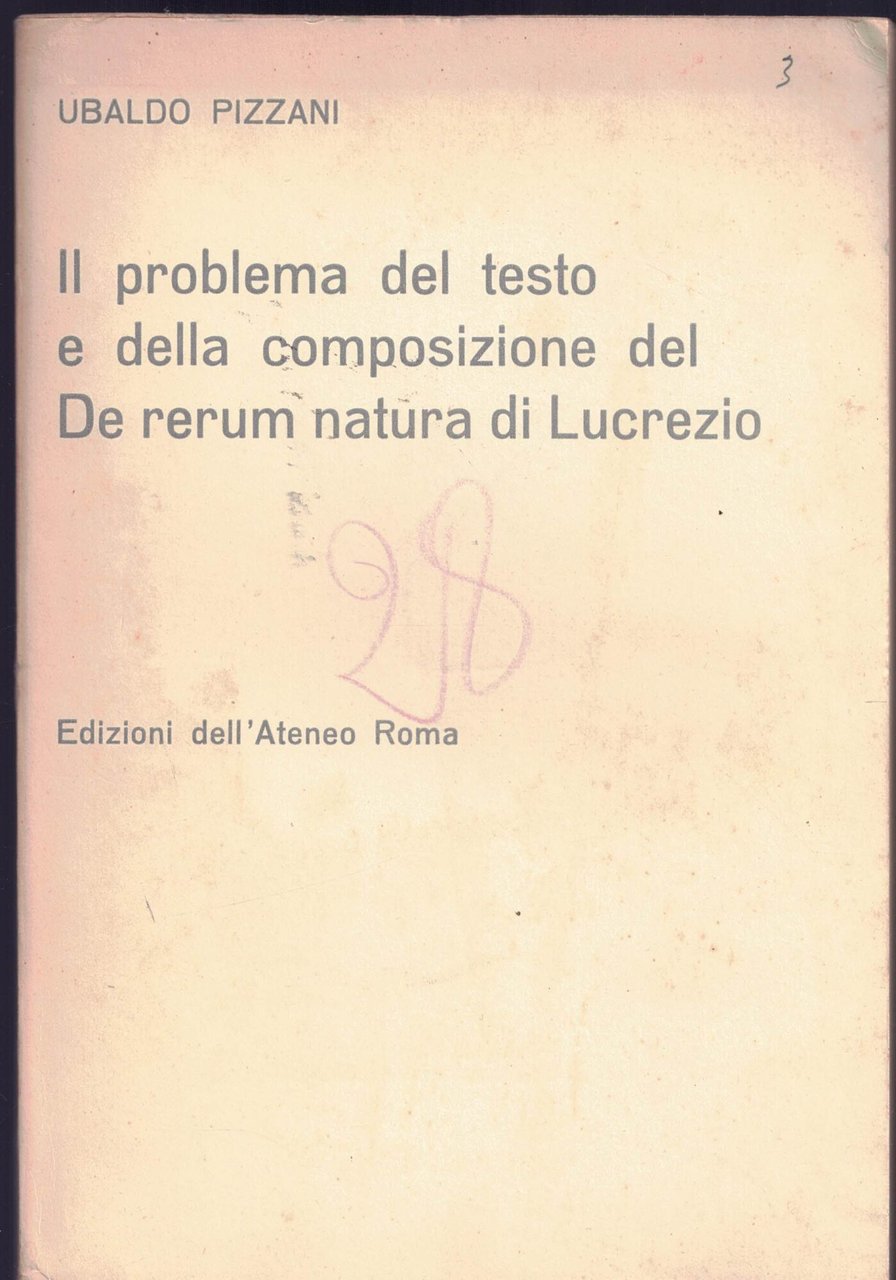 3
UBALDO PIZZANI
Il problema del testo
e della composizione del
De rerum natura di Lucrezio
28
Edizioni dell'Ateneo Roma